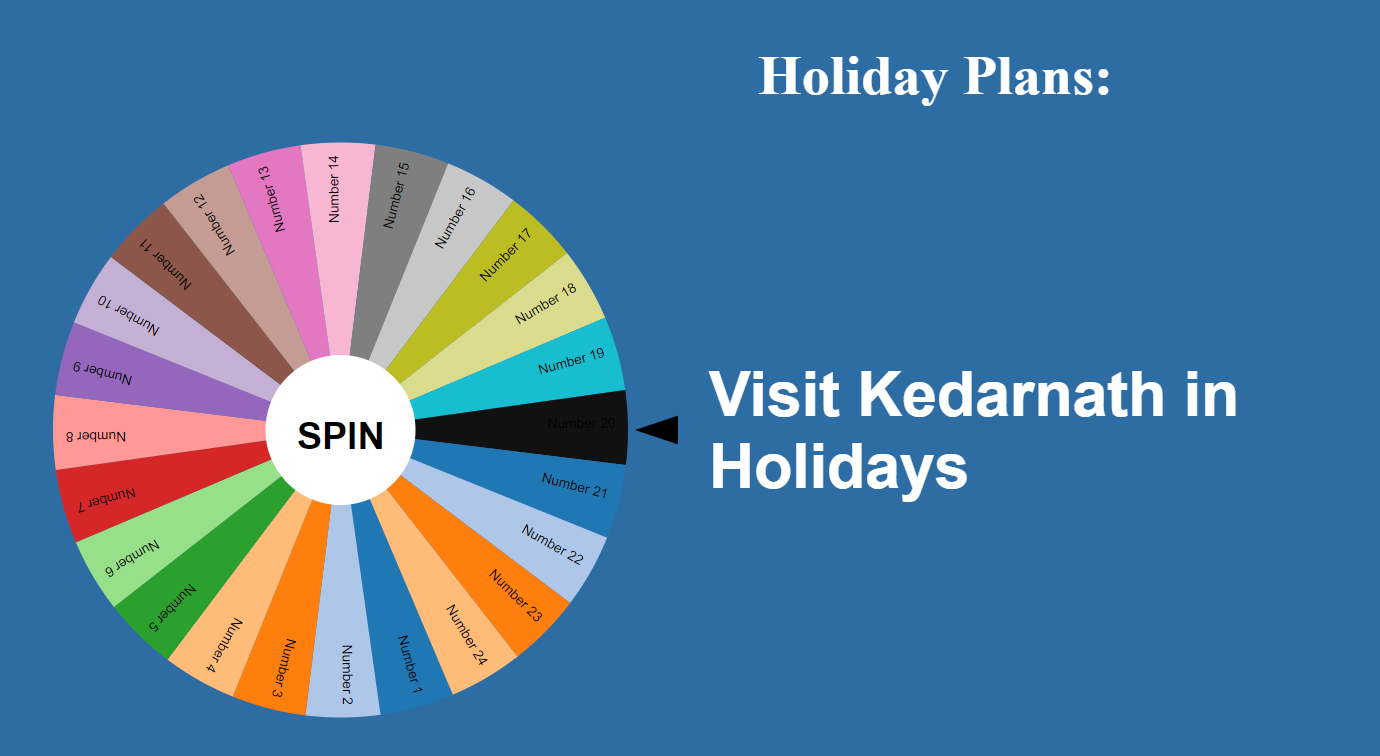 Holiday Plans:
Number 14
Number 15
Number 16
Number 17
Number 18
Number 19
Number 20
Number 21
Number 22
Number 23
Number 24
Number 1
Number 2
Number 3
Number 4
Number 5
Number 6
Number 7
Number 8
Number 9
Number 10
Number 11
Number 12
Number 13
SPIN
Visit Kedarnath in
Holidays